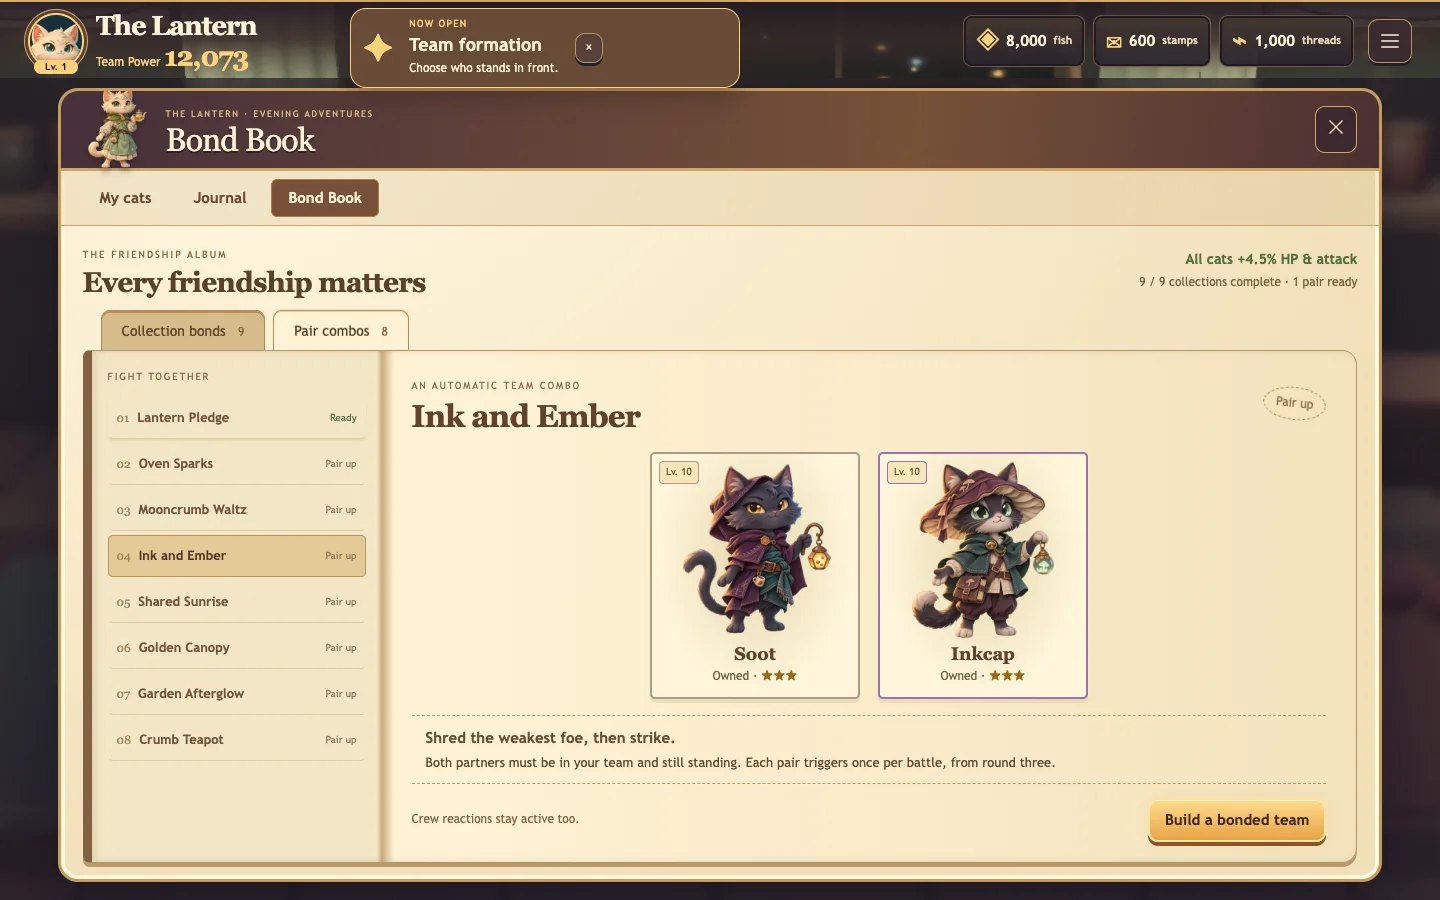 The Lantern
Team Power 12,073
Lv. 1
NOW OPEN
Team formation
Choose who stands in front.
×
8,000 fish
600 stamps
1,000 threads
THE LANTERN · EVENING ADVENTURES
Bond Book
My cats
Journal
Bond Book
THE FRIENDSHIP ALBUM
Every friendship matters
All cats +4.5% HP & attack
9 / 9 collections complete · 1 pair ready
Collection bonds 9
Pair combos 8
FIGHT TOGETHER
01 Lantern Pledge Ready
02 Oven Sparks Pair up
03 Mooncrumb Waltz Pair up
04 Ink and Ember Pair up
05 Shared Sunrise Pair up
06 Golden Canopy Pair up
07 Garden Afterglow Pair up
08 Crumb Teapot Pair up
AN AUTOMATIC TEAM COMBO
Ink and Ember
Pair up
Lv. 10
Soot
Owned · ★★★
Lv. 10
Inkcap
Owned · ★★★
Shred the weakest foe, then strike.
Both partners must be in your team and still standing. Each pair triggers once per battle, from round three.
Crew reactions stay active too.
Build a bonded team